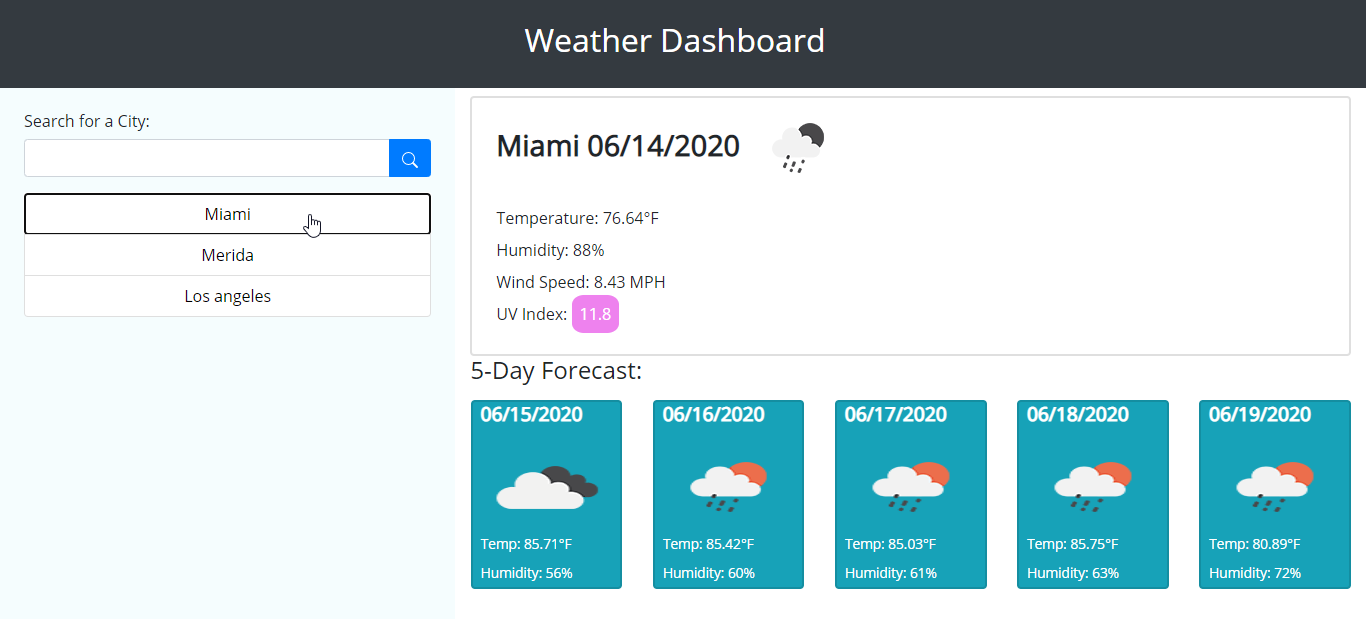 Weather Dashboard
Search for a City:
Miami
Merida
Los angeles
Miami 06/14/2020
Temperature: 76.64°F
Humidity: 88%
Wind Speed: 8.43 MPH
UV Index: 11.8
5-Day Forecast:
06/15/2020
Temp: 85.71°F
Humidity: 56%
06/16/2020
Temp: 85.42°F
Humidity: 60%
06/17/2020
Temp: 85.03°F
Humidity: 61%
06/18/2020
Temp: 85.75°F
Humidity: 63%
06/19/2020
Temp: 80.89°F
Humidity: 72%